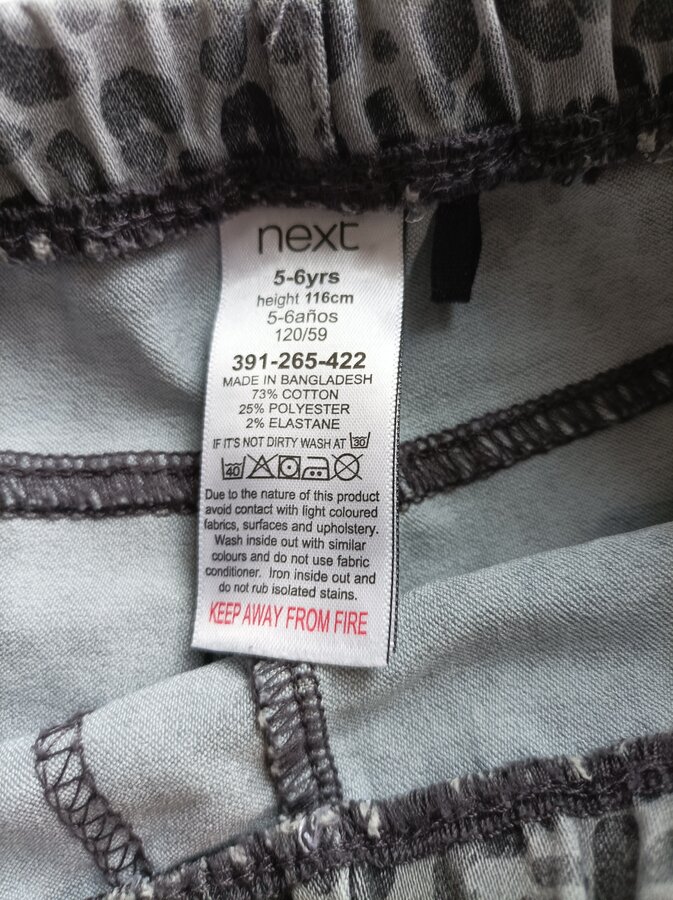 next
5-6yrs
height 116cm
5-6años
120/59
391-265-422
MADE IN BANGLADESH
73% COTTON
25% POLYESTER
2% ELASTANE
IF IT'S NOT DIRTY WASH AT 30
40
Due to the nature of this product
avoid contact with light coloured
fabrics, surfaces and upholstery.
Wash inside out with similar
colours and do not use fabric
conditioner. Iron inside out and
do not rub isolated stains.
KEEP AWAY FROM FIRE